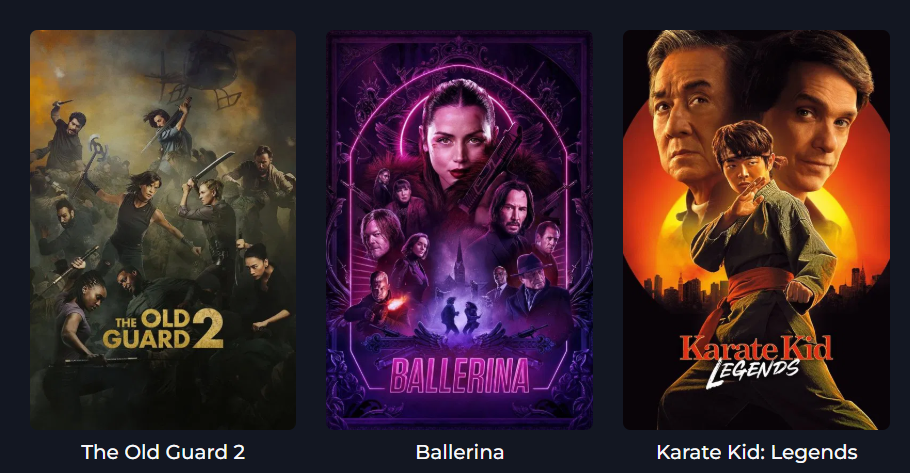 THE OLD
GUARD 2
BALLERINA
Karate Kid
LEGENDS
The Old Guard 2
Ballerina
Karate Kid: Legends